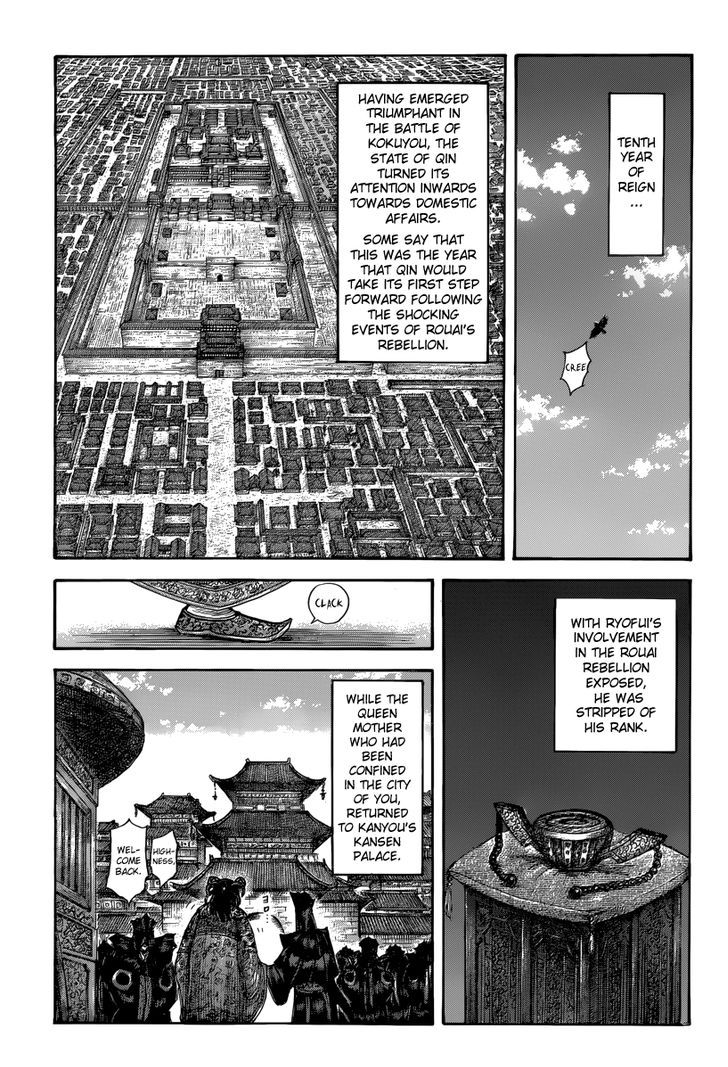 TENTH
YEAR
OF
REIGN
...
CREE
HAVING EMERGED
TRIUMPHANT IN
THE BATTLE OF
KOKUYOU, THE
STATE OF QIN
TURNED ITS
ATTENTION INWARDS
TOWARDS DOMESTIC
AFFAIRS.
SOME SAY THAT
THIS WAS THE YEAR
THAT QIN WOULD
TAKE ITS FIRST STEP
FORWARD FOLLOWING
THE SHOCKING
EVENTS OF ROUAI'S
REBELLION.
WITH RYOFUI'S
INVOLVEMENT
IN THE ROUAI
REBELLION
EXPOSED,
HE WAS
STRIPPED OF
HIS RANK.
CLACK
WHILE THE
QUEEN
MOTHER
WHO HAD
BEEN
CONFINED
IN THE CITY
OF YOU,
RETURNED
TO KANYOU'S
KANSEN
PALACE.
HIGH-
NESS,
WEL-
COME
BACK.
ヨロ…